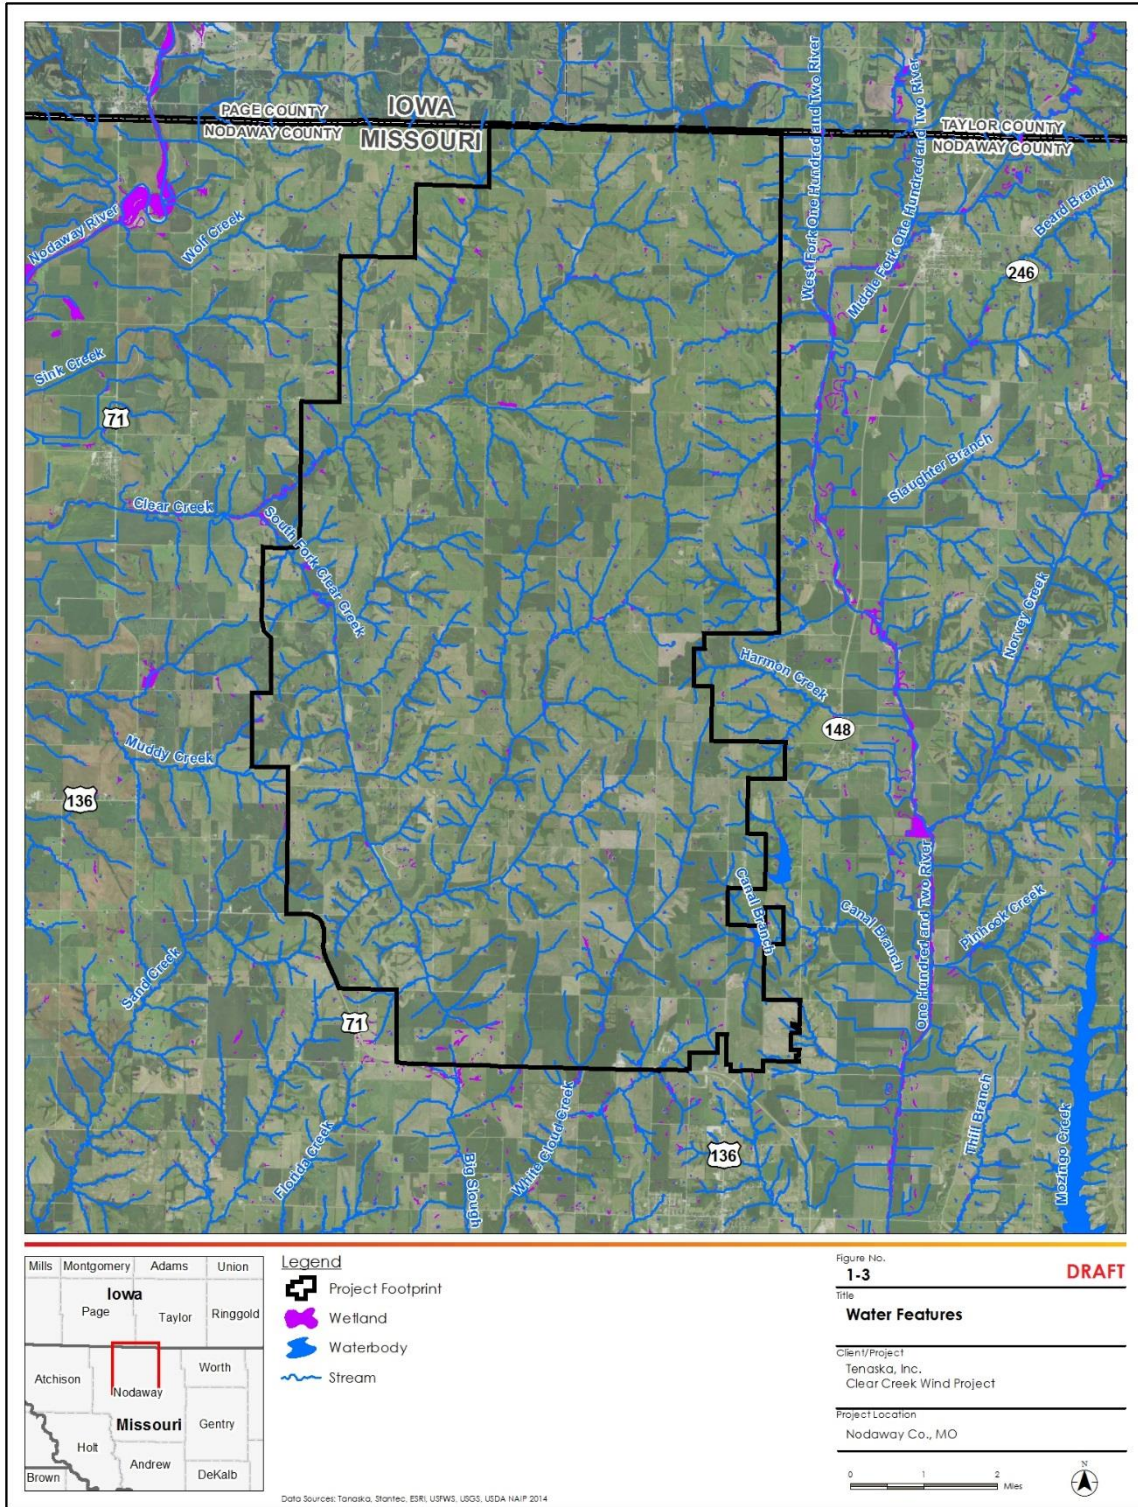 PAGE COUNTY
IOWA
NODAWAY COUNTY
MISSOURI
TAYLOR COUNTY
NODAWAY COUNTY
West Fork One Hundred and Two River
Middle Fork One Hundred and Two River
Beard Branch
Nodaway River
Wolf Creek
246
Sink Creek
71
Slaughter Branch
Clear Creek
South Fork Clear Creek
Norvey Creek
Harmon Creek
148
Muddy Creek
136
Canal Branch
Canal Branch
One Hundred and Two River
Pinhook Creek
Sand Creek
71
Florida Creek
Big Slough
White Cloud Creek
136
Thill Branch
Mozingo Creek
Mills
Montgomery
Adams
Union
Iowa
Page
Taylor
Ringgold
Atchison
Nodaway
Worth
Missouri
Gentry
Holt
Andrew
DeKalb
Brown
Legend
Project Footprint
Wetland
Waterbody
Stream
Data Sources: Tanaska, Stantec, ESRI, USFWS, USGS, USDA NAIP 2014
Figure No.
1-3
DRAFT
Title
Water Features
Client/Project
Tenaska, Inc.
Clear Creek Wind Project
Project Location
Nodaway Co., MO
0 1 2
Miles
N